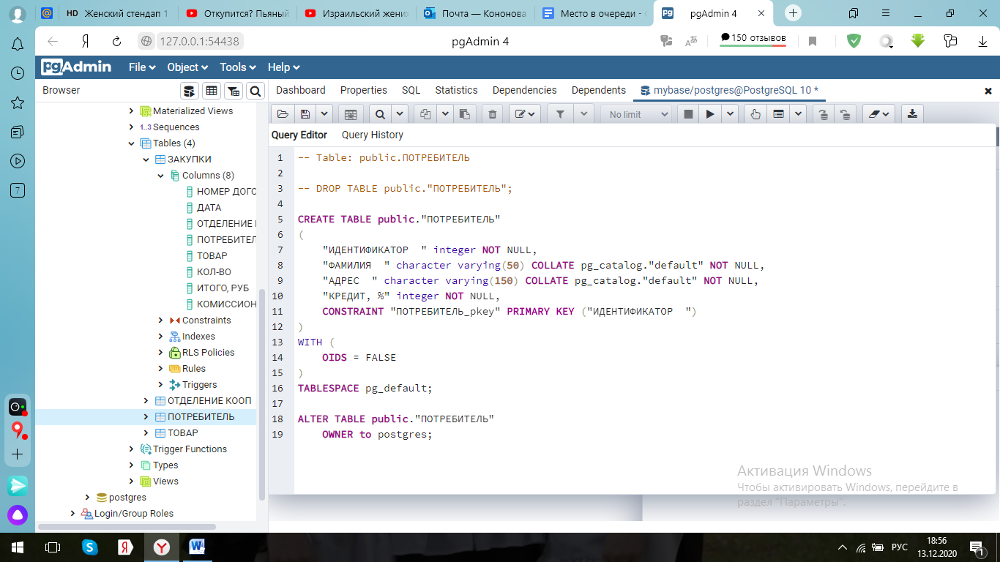 HD Женский стендап 1
Откупится? Пьяный
Израильский жених
Почта — Кононова
Место в очереди -
pgAdmin 4
127.0.0.1:54438
pgAdmin 4
150 отзывов
pgAdmin
File
Object
Tools
Help
Browser
Dashboard
Properties
SQL
Statistics
Dependencies
Dependents
mybase/postgres@PostgreSQL 10 *
No limit
Materialized Views
1..3 Sequences
Tables (4)
ЗАКУПКИ
Columns (8)
НОМЕР ДОГО
ДАТА
ОТДЕЛЕНИЕ
ПОТРЕБИТЕЛ
ТОВАР
КОЛ-ВО
ИТОГО, РУБ
КОМИССИОН
Constraints
Indexes
RLS Policies
Rules
Triggers
ОТДЕЛЕНИЕ КООП
ПОТРЕБИТЕЛЬ
ТОВАР
Trigger Functions
Types
Views
postgres
Login/Group Roles
7
Query Editor
Query History
1 -- Table: public.ПОТРЕБИТЕЛЬ
2
3 -- DROP TABLE public."ПОТРЕБИТЕЛЬ";
4
5 CREATE TABLE public."ПОТРЕБИТЕЛЬ"
6 (
7     "ИДЕНТИФИКАТОР  " integer NOT NULL,
8     "ФАМИЛИЯ  " character varying(50) COLLATE pg_catalog."default" NOT NULL,
9     "АДРЕС  " character varying(150) COLLATE pg_catalog."default" NOT NULL,
10     "КРЕДИТ, %" integer NOT NULL,
11     CONSTRAINT "ПОТРЕБИТЕЛЬ_pkey" PRIMARY KEY ("ИДЕНТИФИКАТОР  ")
12 )
13 WITH (
14     OIDS = FALSE
15 )
16 TABLESPACE pg_default;
17
18 ALTER TABLE public."ПОТРЕБИТЕЛЬ"
19     OWNER to postgres;
Активация Windows
Чтобы активировать Windows, перейдите в
раздел "Параметры".
РУС
18:56
13.12.2020
1